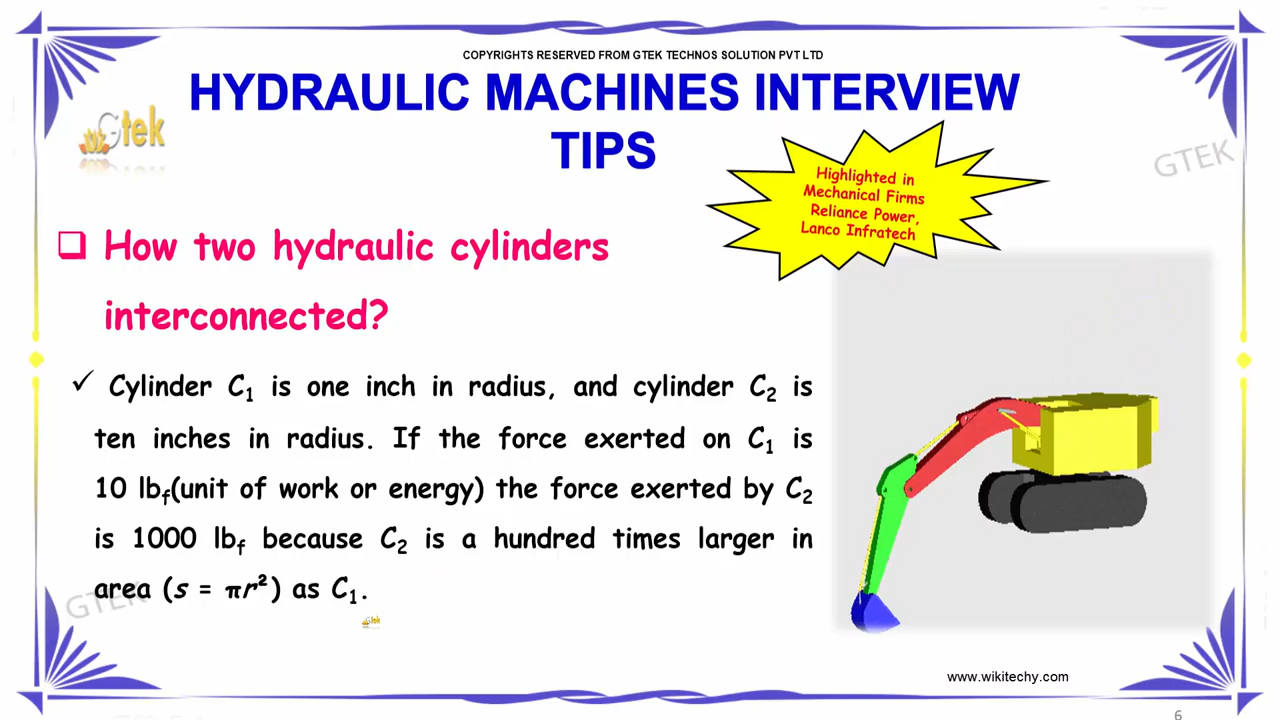 COPYRIGHTS RESERVED FROM GTEK TECHNOS SOLUTION PVT LTD
HYDRAULIC MACHINES INTERVIEW
TIPS
Gtek
GTEK
Highlighted in
Mechanical Firms
Reliance Power,
Lanco Infratech
❑ How two hydraulic cylinders
interconnected?
✓ Cylinder C₁ is one inch in radius, and cylinder C₂ is
ten inches in radius. If the force exerted on C₁ is
10 lb_f(unit of work or energy) the force exerted by C₂
is 1000 lb_f because C₂ is a hundred times larger in
area (s = πr²) as C₁.
GTEK
Gtek
www.wikitechy.com
6